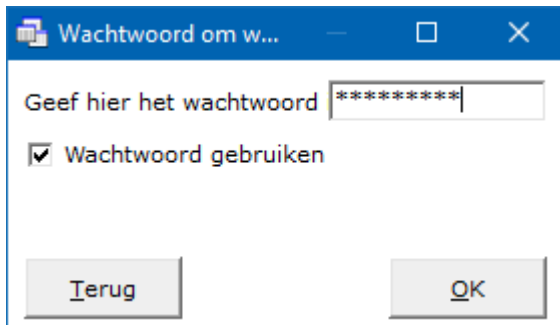 Wachtwoord om w...
Geef hier het wachtwoord *********
Wachtwoord gebruiken
Terug OK